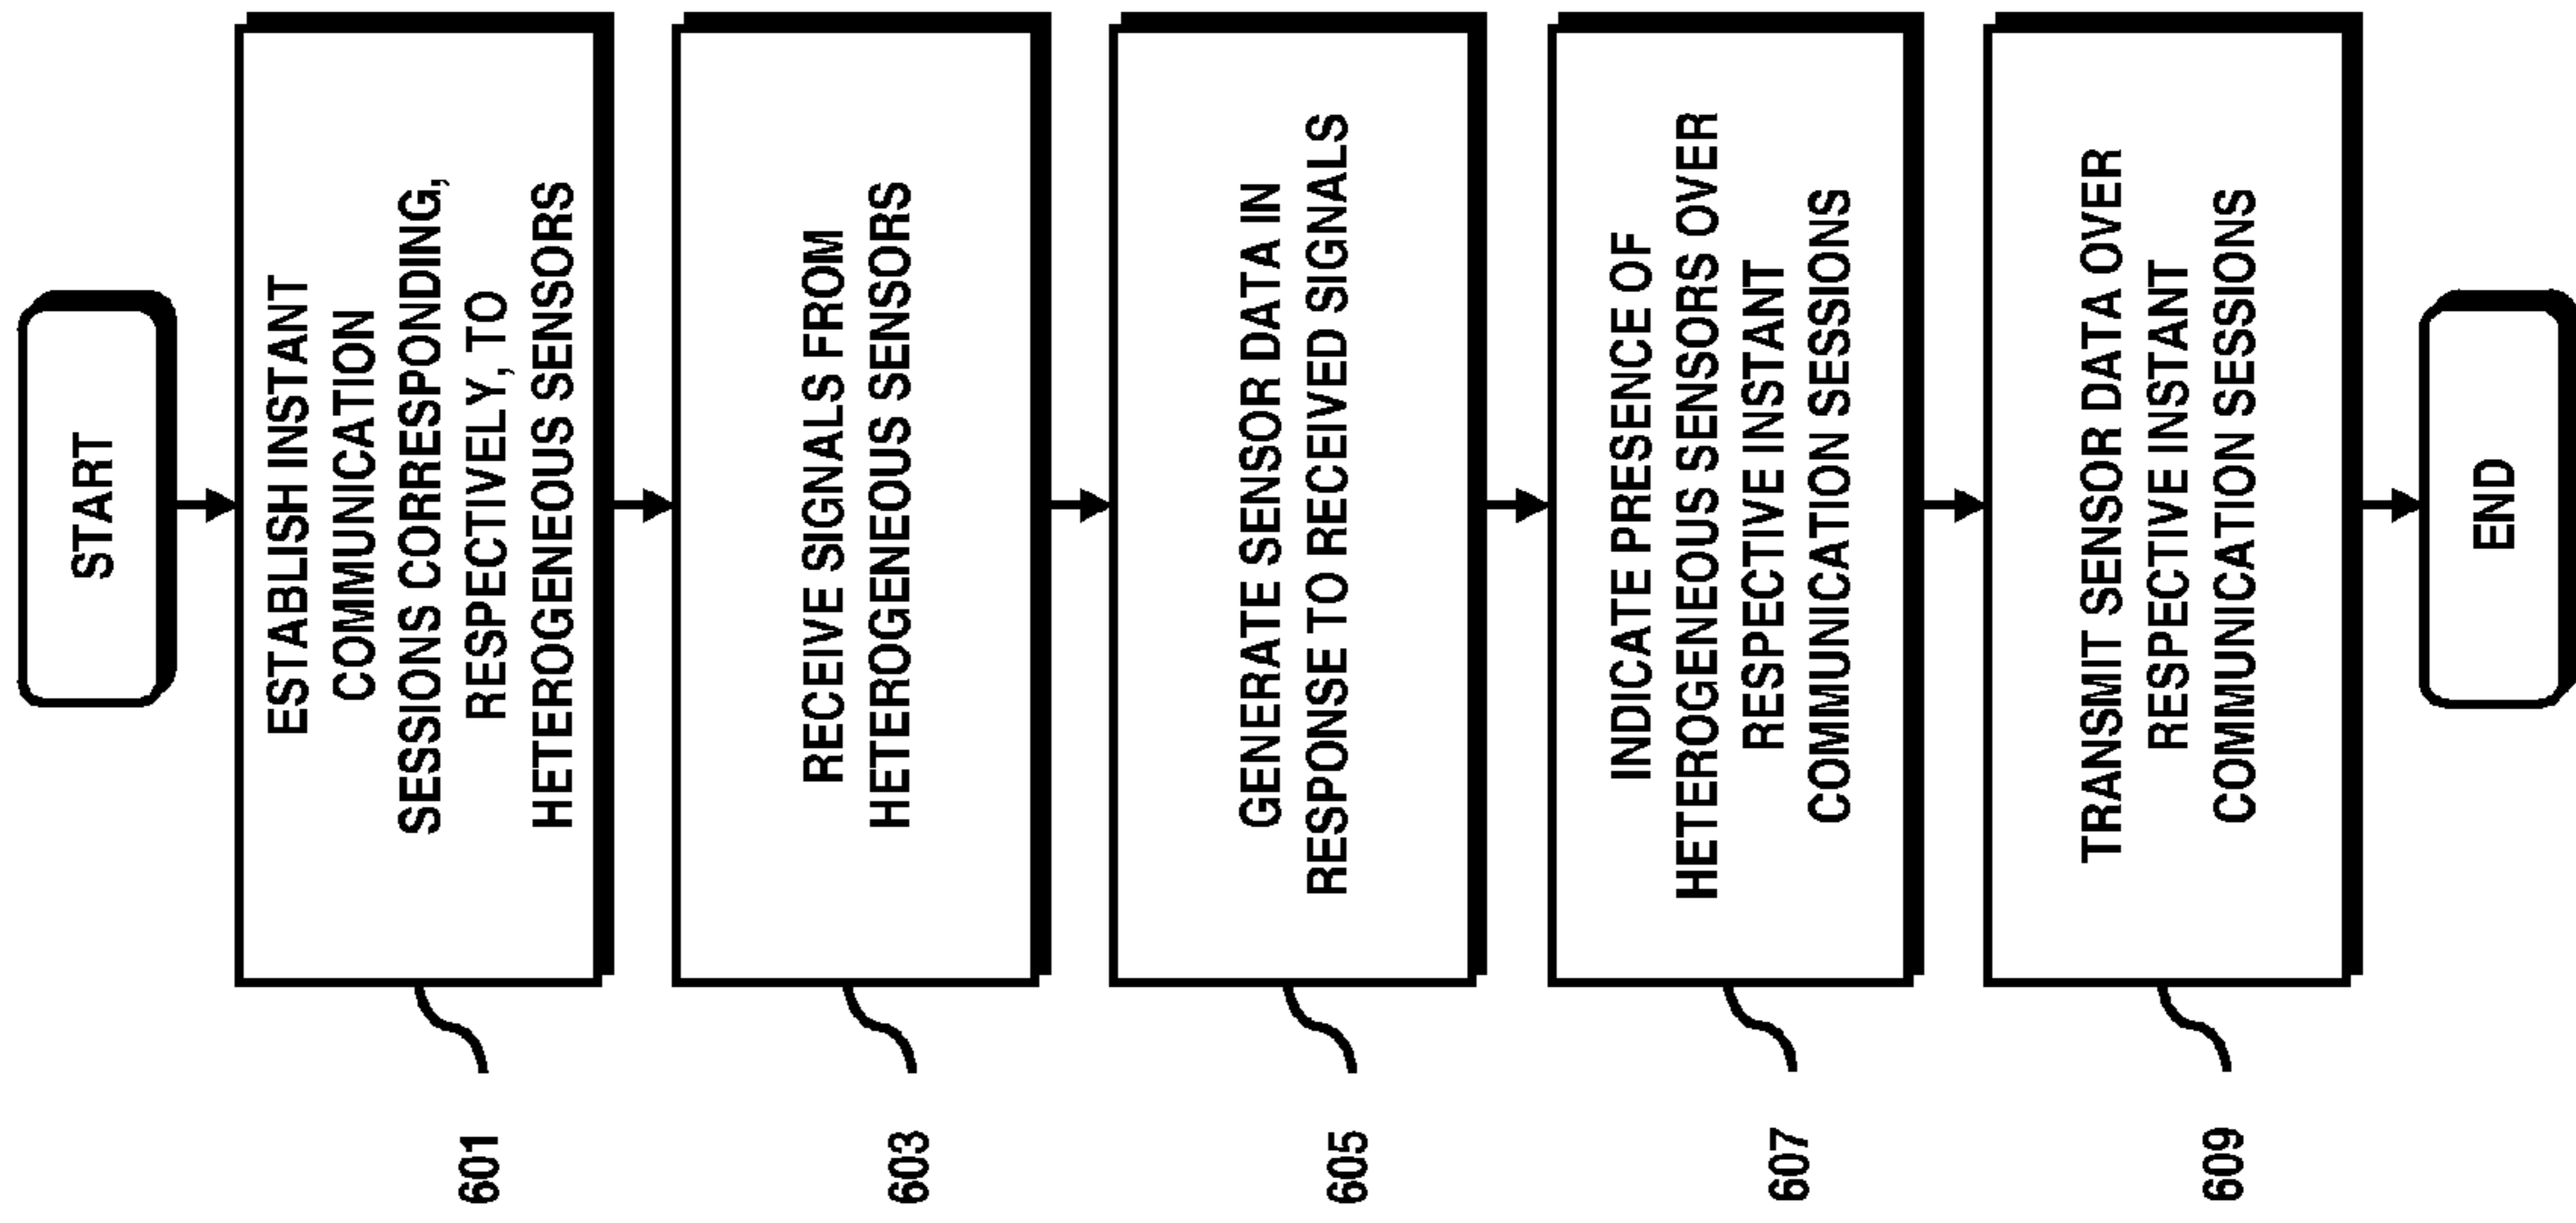 START
601
ESTABLISH INSTANT
COMMUNICATION
SESSIONS CORRESPONDING,
RESPECTIVELY, TO
HETEROGENEOUS SENSORS
603
RECEIVE SIGNALS FROM
HETEROGENEOUS SENSORS
605
GENERATE SENSOR DATA IN
RESPONSE TO RECEIVED SIGNALS
607
INDICATE PRESENCE OF
HETEROGENEOUS SENSORS OVER
RESPECTIVE INSTANT
COMMUNICATION SESSIONS
609
TRANSMIT SENSOR DATA OVER
RESPECTIVE INSTANT
COMMUNICATION SESSIONS
END